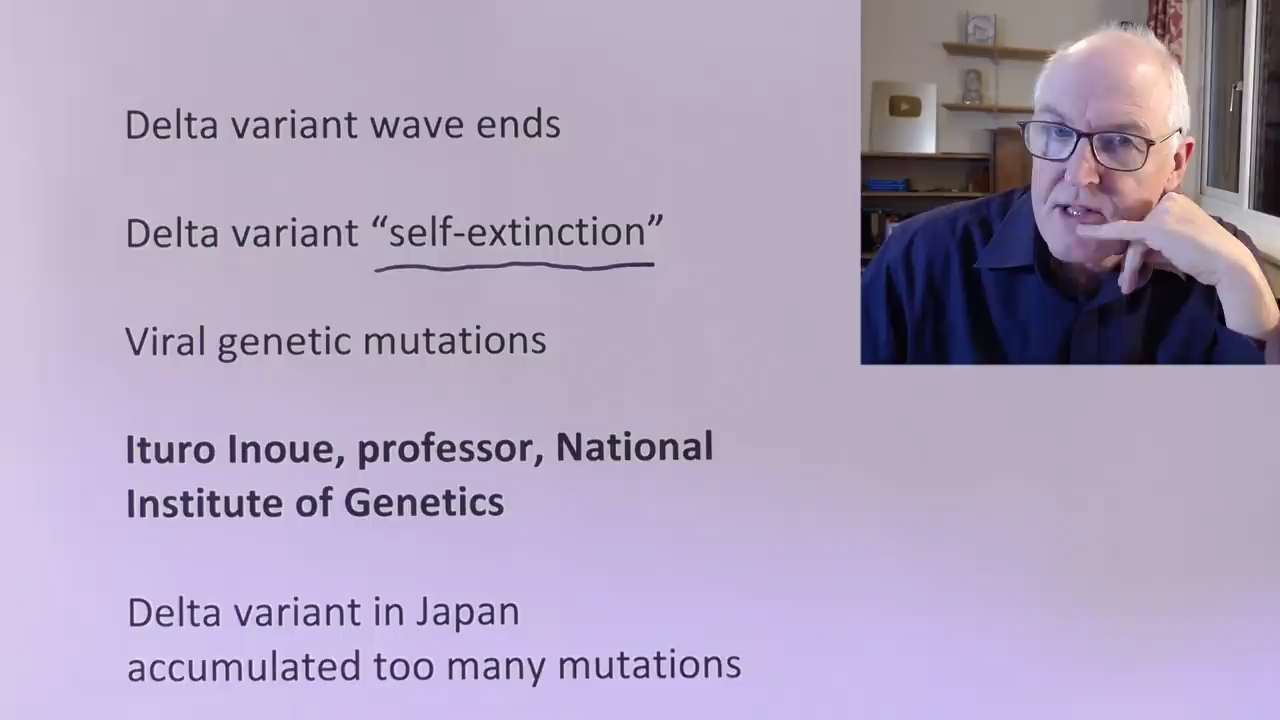 Delta variant wave ends
Delta variant “self-extinction”
Viral genetic mutations
Ituro Inoue, professor, National
Institute of Genetics
Delta variant in Japan
accumulated too many mutations